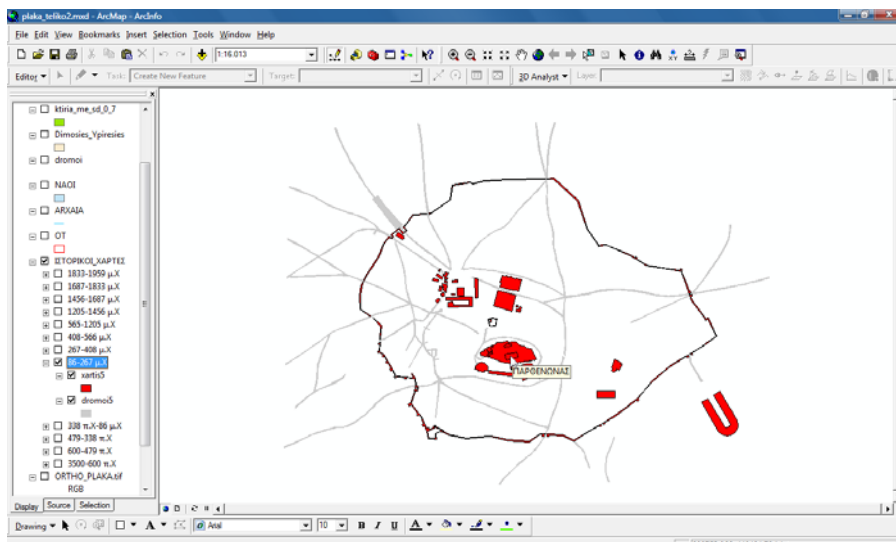 plaka_teliko2.mxd - ArcMap - ArcInfo
File Edit View Bookmarks Insert Selection Tools Window Help
1:16.013
Editor Task: Create New Feature Target: 3D Analyst Layer:
ktiria_me_sd_0_7
Dimosies_Ypiresies
dromoi
ΝΑΟΙ
ARXAIA
ΟΤ
ΙΣΤΟΡΙΚΟΙ_ΧΑΡΤΕΣ
1833-1959 μ.Χ
1687-1833 μ.Χ
1456-1687 μ.Χ
1205-1456 μ.Χ
565-1205 μ.Χ
408-566 μ.Χ
267-408 μ.Χ
86-267 μ.Χ
xartis5
dromoi5
338 π.Χ-86 μ.Χ
479-338 π.Χ
600-479 π.Χ
3500-600 π.Χ
ORTHO_PLAKA.tif
RGB
ΠΑΡΘΕΝΩΝΑΣ
Display Source Selection
Drawing A Arial 10 B I U A